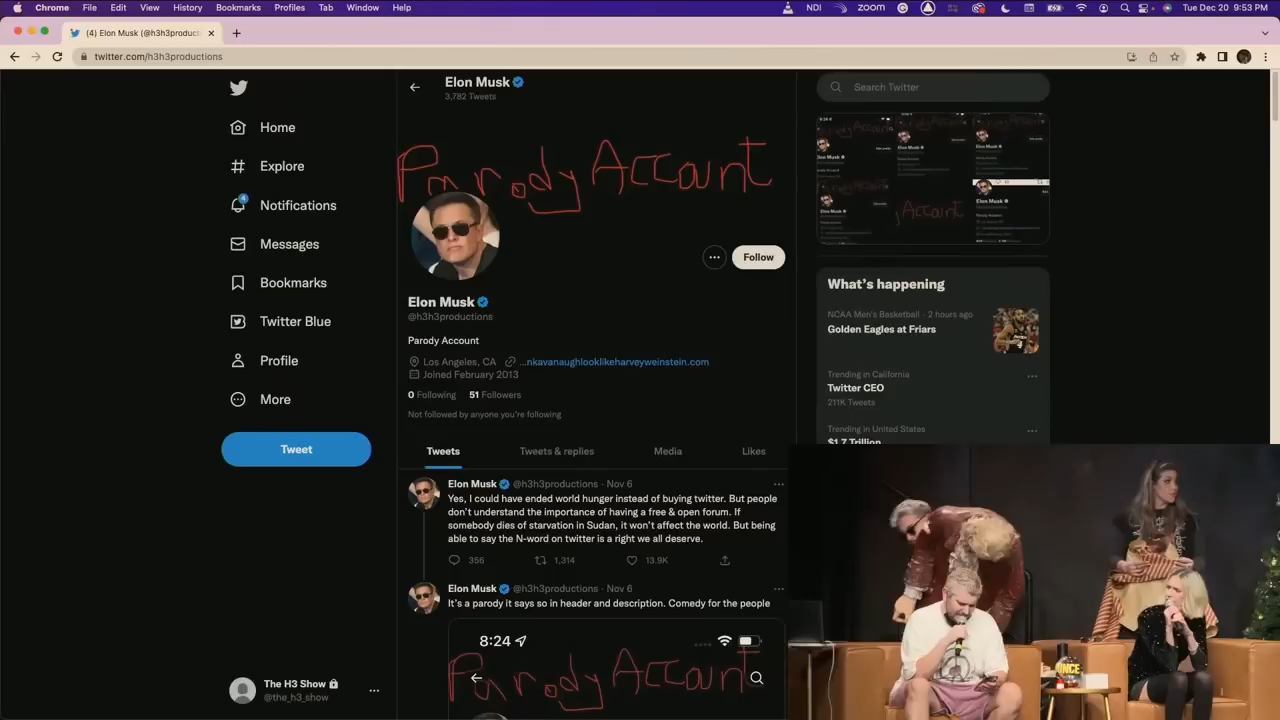 Chrome File Edit View History Bookmarks Profiles Tab Window Help
NDI zoom Tue Dec 20 9:53 PM
(4) Elon Musk (@h3h3product
twitter.com/h3h3productions
Elon Musk
3,782 Tweets
Search Twitter
Home
Explore
4
Notifications
Messages
Bookmarks
Twitter Blue
Profile
More
Tweet
Parody Account
Follow
Elon Musk
@h3h3productions
Parody Account
Los Angeles, CA ...nkavanaughlooklikeharveyweinstein.com
Joined February 2013
0 Following 51 Followers
Not followed by anyone you're following
Tweets Tweets & replies Media Likes
Elon Musk @h3h3productions · Nov 6
Yes, I could have ended world hunger instead of buying twitter. But people
don't understand the importance of having a free & open forum. If
somebody dies of starvation in Sudan, it won't affect the world. But being
able to say the N-word on twitter is a right we all deserve.
356 1,314 13.9K
Elon Musk @h3h3productions · Nov 6
It's a parody it says so in header and description. Comedy for the people
8:24
Parody Account
What's happening
NCAA Men's Basketball · 2 hours ago
Golden Eagles at Friars
Trending in California
Twitter CEO
211K Tweets
Trending in United States
$1.7 Trillion
The H3 Show
@the_h3_show